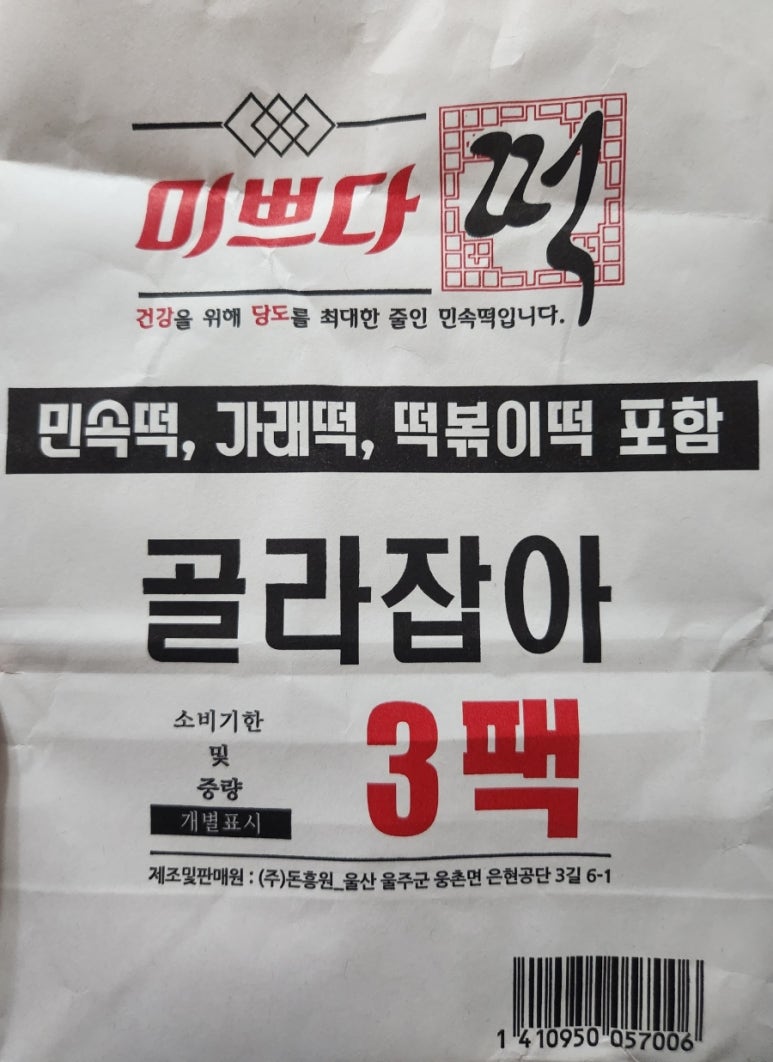 미쁘다 떡
건강을 위해 당도를 최대한 줄인 민속떡입니다.
민속떡, 가래떡, 떡볶이떡 포함
골라잡아
3팩
소비기한
및
중량
개별표시
제조및판매원 : (주)돈흥원_울산 울주군 웅촌면 은현공단 3길 6-1
1 410950 057006